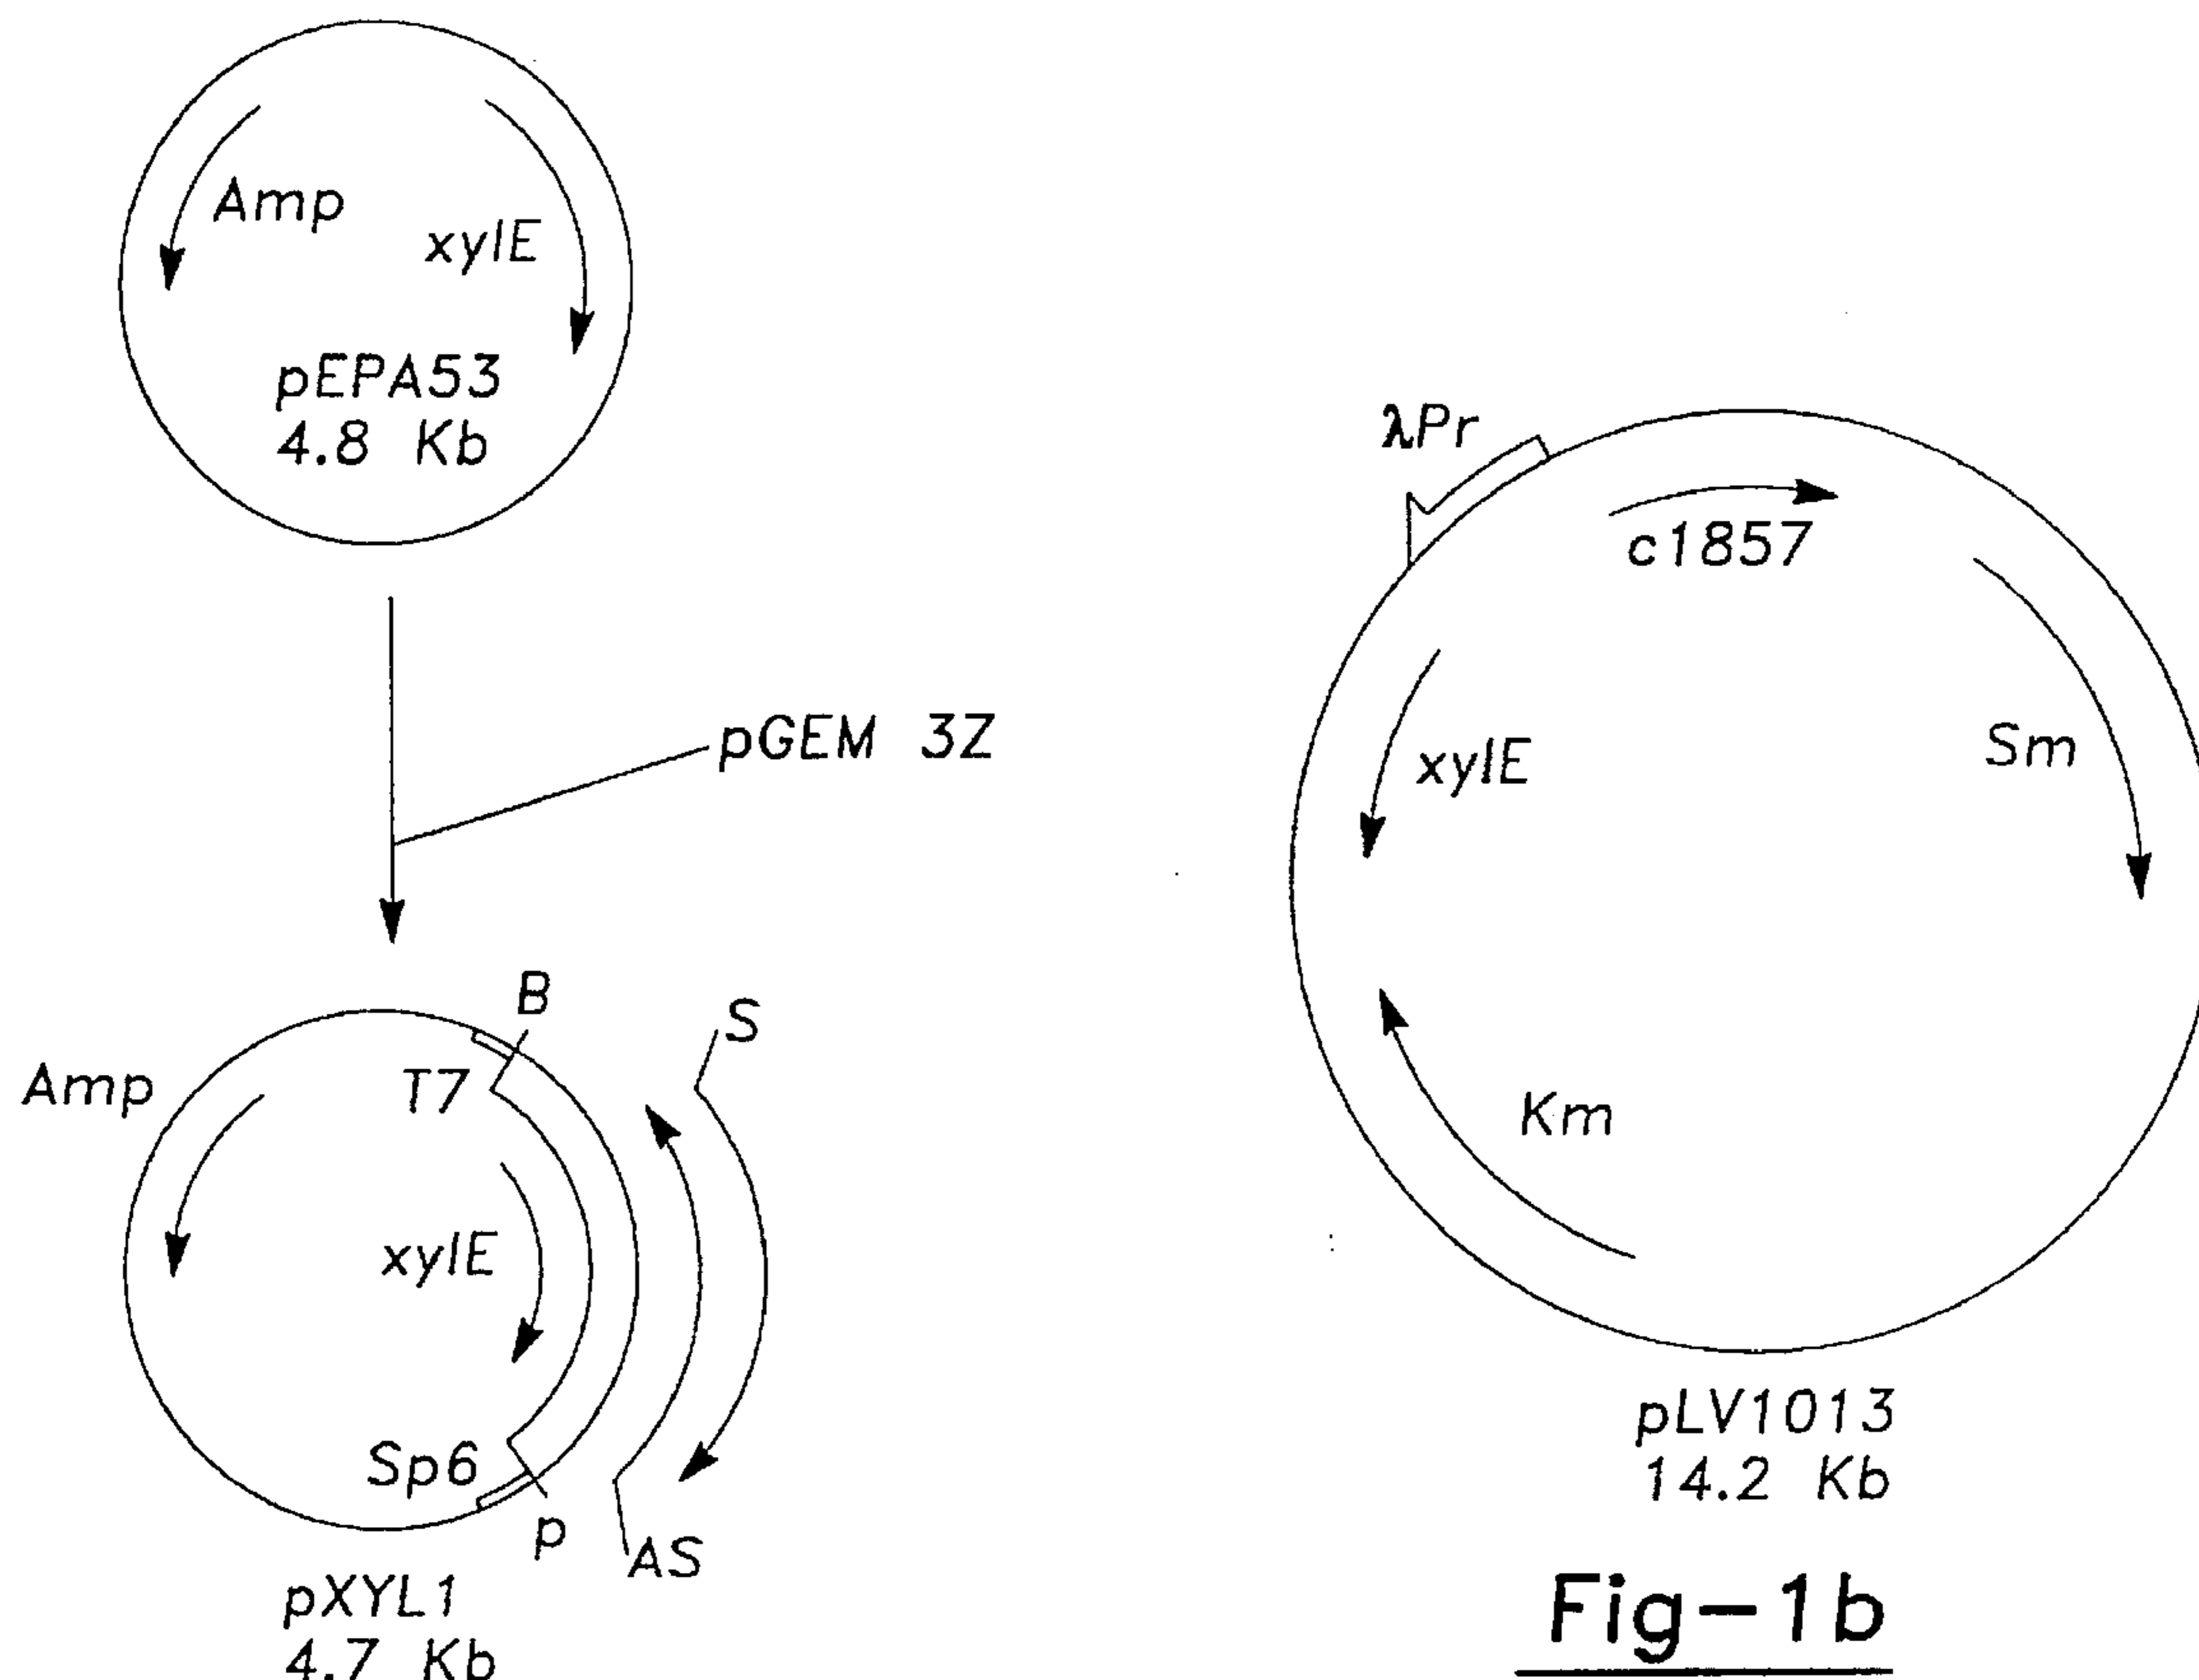 Amp
xylE
pEPA53
4.8 Kb
pGEM 3Z
B
S
Amp
T7
xylE
Sp6
p
AS
pXYL1
4.7 Kb
λPr
c1857
xylE
Sm
Km
pLV1013
14.2 Kb
Fig-1b